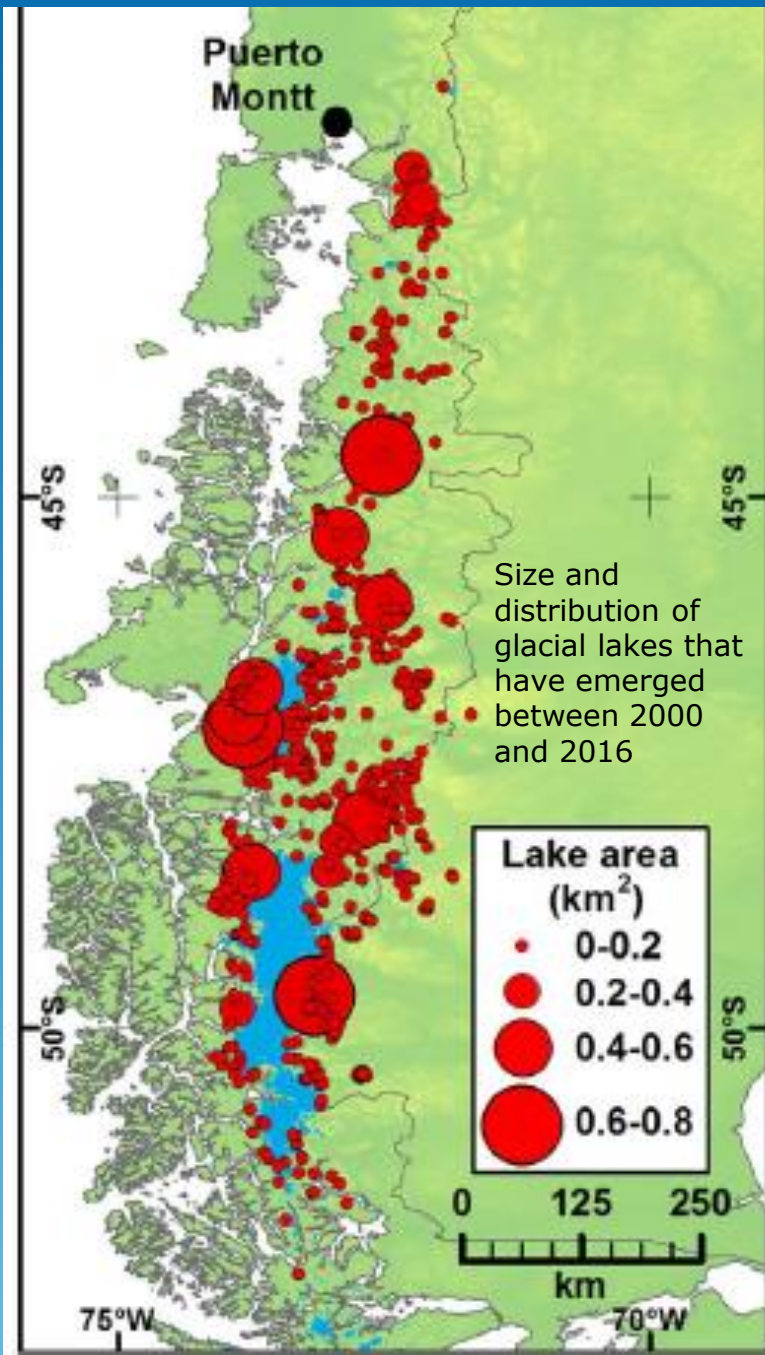 Puerto
Montt
45°S
45°S
Size and
distribution of
glacial lakes that
have emerged
between 2000
and 2016
Lake area
(km²)
0-0.2
0.2-0.4
0.4-0.6
0.6-0.8
50°S
50°S
0 125 250
km
75°W
70°W